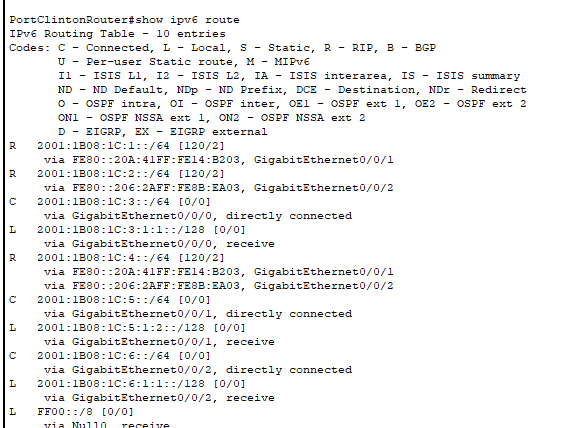 PortClintonRouter#show ipv6 route
IPv6 Routing Table - 10 entries
Codes: C - Connected, L - Local, S - Static, R - RIP, B - BGP
U - Per-user Static route, M - MIPv6
I1 - ISIS L1, I2 - ISIS L2, IA - ISIS interarea, IS - ISIS summary
ND - ND Default, NDp - ND Prefix, DCE - Destination, NDr - Redirect
O - OSPF intra, OI - OSPF inter, OE1 - OSPF ext 1, OE2 - OSPF ext 2
ON1 - OSPF NSSA ext 1, ON2 - OSPF NSSA ext 2
D - EIGRP, EX - EIGRP external
R 2001:1B08:1C:1::/64 [120/2]
via FE80::20A:41FF:FE14:B203, GigabitEthernet0/0/1
R 2001:1B08:1C:2::/64 [120/2]
via FE80::206:2AFF:FE8B:EA03, GigabitEthernet0/0/2
C 2001:1B08:1C:3::/64 [0/0]
via GigabitEthernet0/0/0, directly connected
L 2001:1B08:1C:3:1:1::/128 [0/0]
via GigabitEthernet0/0/0, receive
R 2001:1B08:1C:4::/64 [120/2]
via FE80::20A:41FF:FE14:B203, GigabitEthernet0/0/1
via FE80::206:2AFF:FE8B:EA03, GigabitEthernet0/0/2
C 2001:1B08:1C:5::/64 [0/0]
via GigabitEthernet0/0/1, directly connected
L 2001:1B08:1C:5:1:2::/128 [0/0]
via GigabitEthernet0/0/1, receive
C 2001:1B08:1C:6::/64 [0/0]
via GigabitEthernet0/0/2, directly connected
L 2001:1B08:1C:6:1:1::/128 [0/0]
via GigabitEthernet0/0/2, receive
L FF00::/8 [0/0]
via Null0, receive